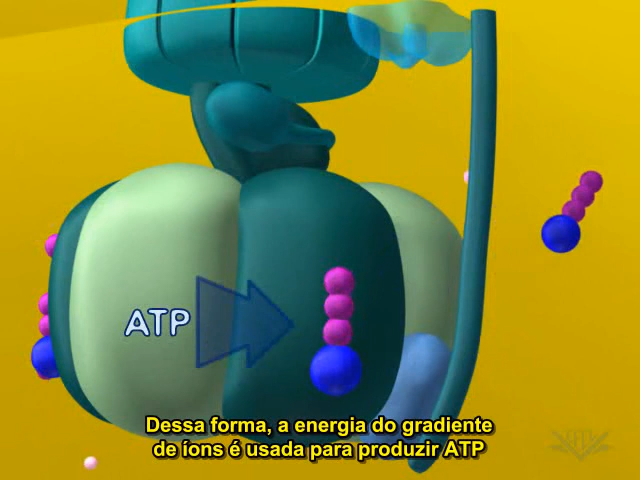 ATP
Dessa forma, a energia do gradiente
de íons é usada para produzir ATP